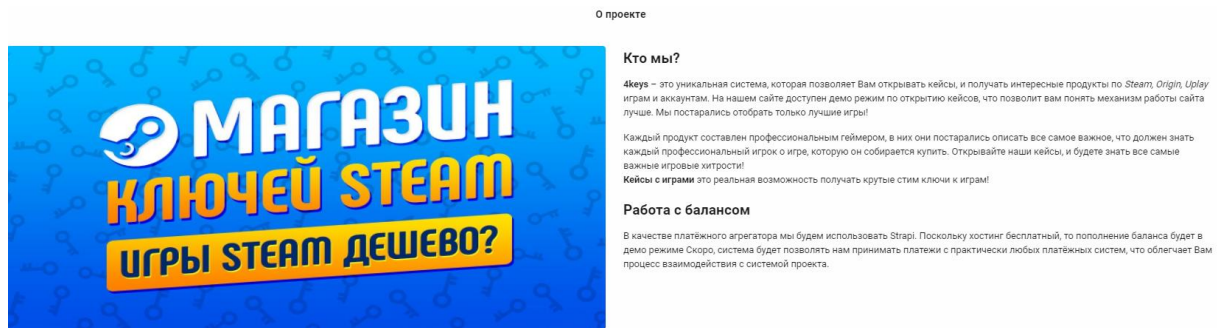 О проекте
МАГАЗИН
КЛЮЧЕЙ STEAM
ИГРЫ STEAM ДЕШЕВО?
Кто мы?
4keys – это уникальная система, которая позволяет Вам открывать кейсы, и получать интересные продукты по Steam, Origin, Uplay
играм и аккаунтам. На нашем сайте доступен демо режим по открытию кейсов, что позволит вам понять механизм работы сайта
лучше. Мы постарались отобрать только лучшие игры!
Каждый продукт составлен профессиональным геймером, в них они постарались описать все самое важное, что должен знать
каждый профессиональный игрок о игре, которую он собирается купить. Открывайте наши кейсы, и будете знать все самые
важные игровые хитрости!
Кейсы с играми это реальная возможность получать крутые стим ключи к играм!
Работа с балансом
В качестве платёжного агрегатора мы будем использовать Strapi. Поскольку хостинг бесплатный, то пополнение баланса будет в
демо режиме Скоро, система будет позволять нам принимать платежи с практически любых платёжных систем, что облегчает Вам
процесс взаимодействия с системой проекта.